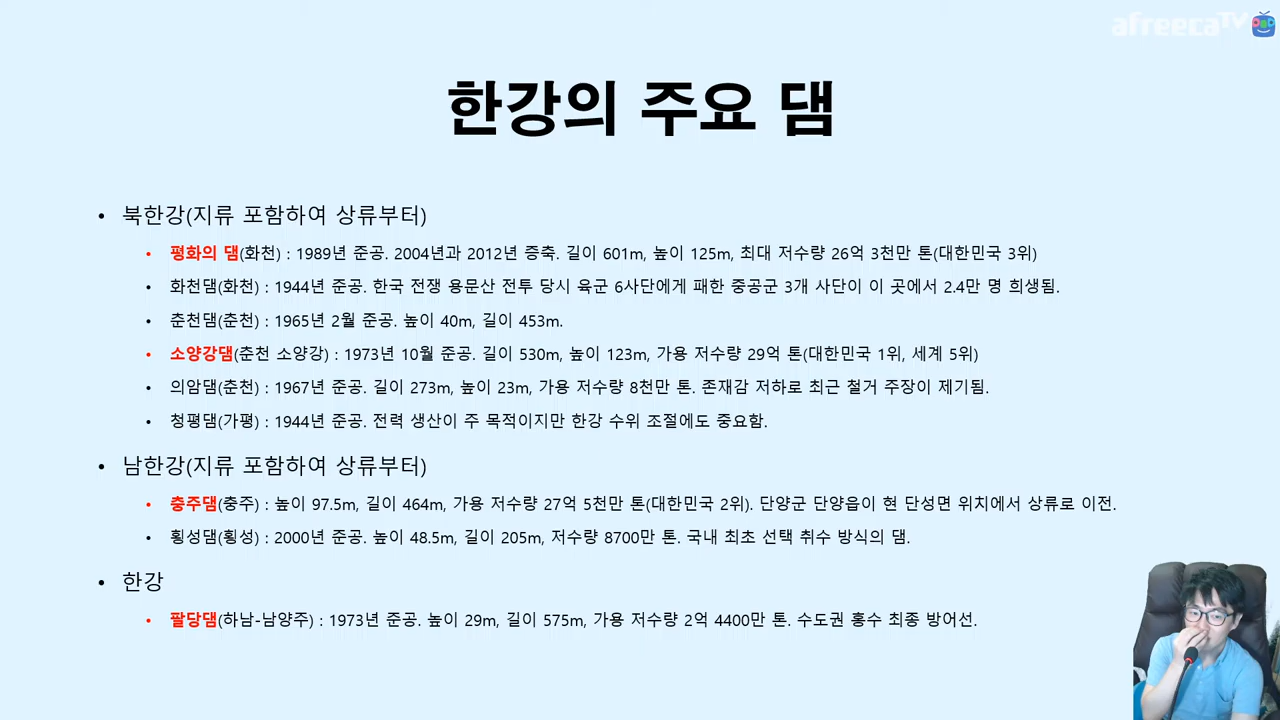 afreecaTV
한강의 주요 댐
• 북한강(지류 포함하여 상류부터)
• 평화의 댐(화천) : 1989년 준공. 2004년과 2012년 증축. 길이 601m, 높이 125m, 최대 저수량 26억 3천만 톤(대한민국 3위)
• 화천댐(화천) : 1944년 준공. 한국 전쟁 용문산 전투 당시 육군 6사단에게 패한 중공군 3개 사단이 이 곳에서 2.4만 명 희생됨.
• 춘천댐(춘천) : 1965년 2월 준공. 높이 40m, 길이 453m.
• 소양강댐(춘천 소양강) : 1973년 10월 준공. 길이 530m, 높이 123m, 가용 저수량 29억 톤(대한민국 1위, 세계 5위)
• 의암댐(춘천) : 1967년 준공. 길이 273m, 높이 23m, 가용 저수량 8천만 톤. 존재감 저하로 최근 철거 주장이 제기됨.
• 청평댐(가평) : 1944년 준공. 전력 생산이 주 목적이지만 한강 수위 조절에도 중요함.
• 남한강(지류 포함하여 상류부터)
• 충주댐(충주) : 높이 97.5m, 길이 464m, 가용 저수량 27억 5천만 톤(대한민국 2위). 단양군 단양읍이 현 단성면 위치에서 상류로 이전.
• 횡성댐(횡성) : 2000년 준공. 높이 48.5m, 길이 205m, 저수량 8700만 톤. 국내 최초 선택 취수 방식의 댐.
• 한강
• 팔당댐(하남-남양주) : 1973년 준공. 높이 29m, 길이 575m, 가용 저수량 2억 4400만 톤. 수도권 홍수 최종 방어선.